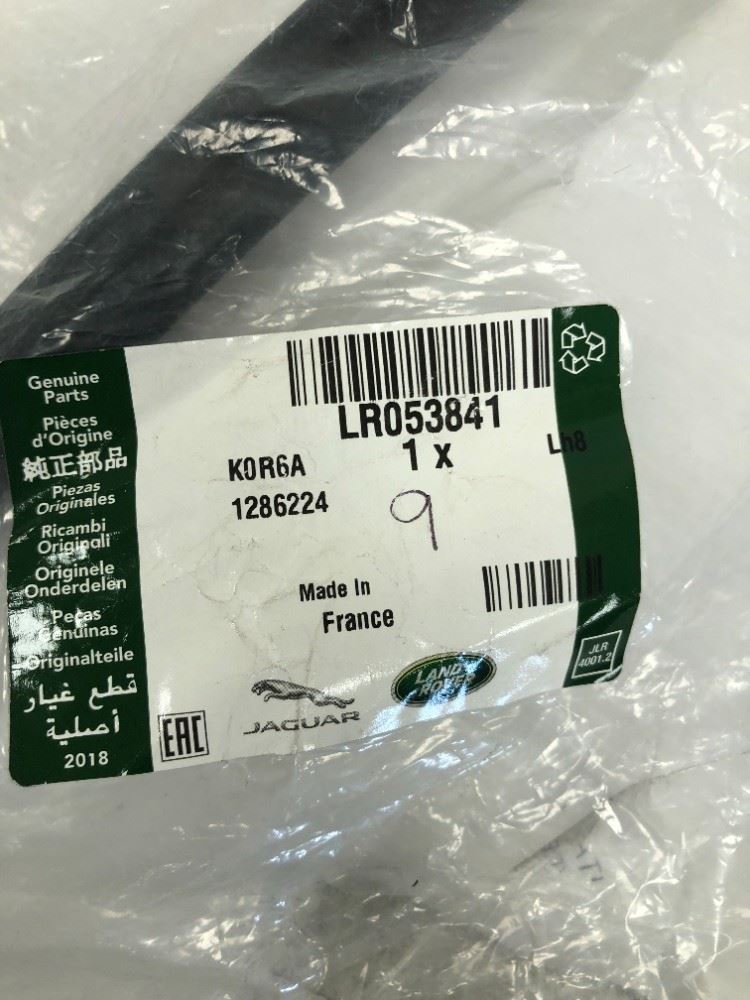 Genuine
Parts
Pièces
d'Origine
純正部品
Piezas
Originales
Ricambi
Originali
Originele
Onderdelen
Peças
Genuinas
Originalteile
قطع غيار
أصلية
2018
LR053841
K0R6A
1 x
Lh8
1286224
9
Made In
France
EAC
JAGUAR
LAND
ROVER
JLR
4001.2